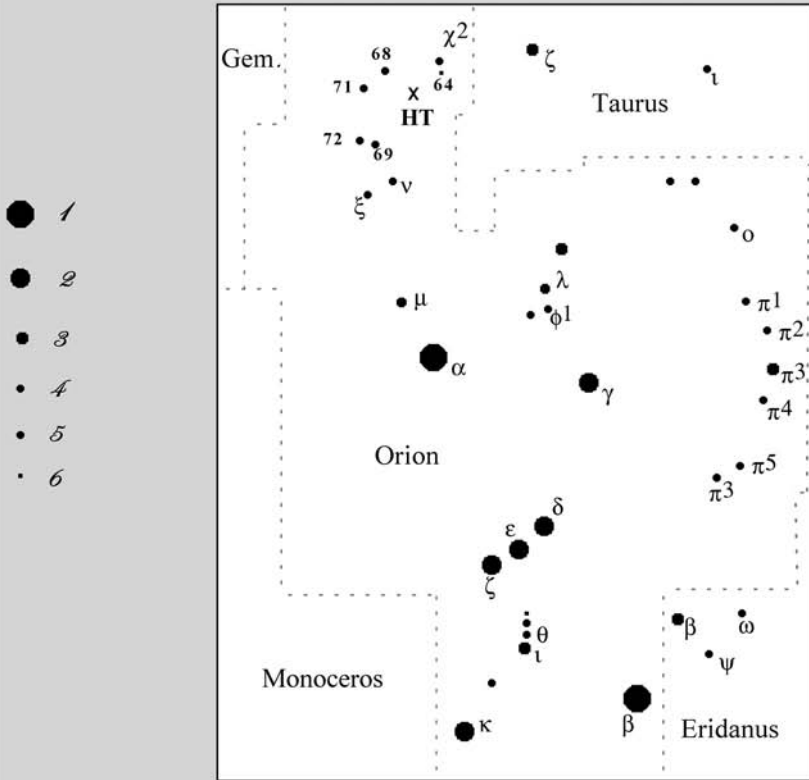 χ2
Gem.
68
ζ
64
ι
71
x
HT
Taurus
72
69
ν
ξ
1
ο
2
λ
μ
π1
φ1
π2
3
α
π3
γ
4
π4
5
Orion
π5
6
π3
δ
ε
ζ
β
ω
θ
ι
ψ
Monoceros
κ
β
Eridanus